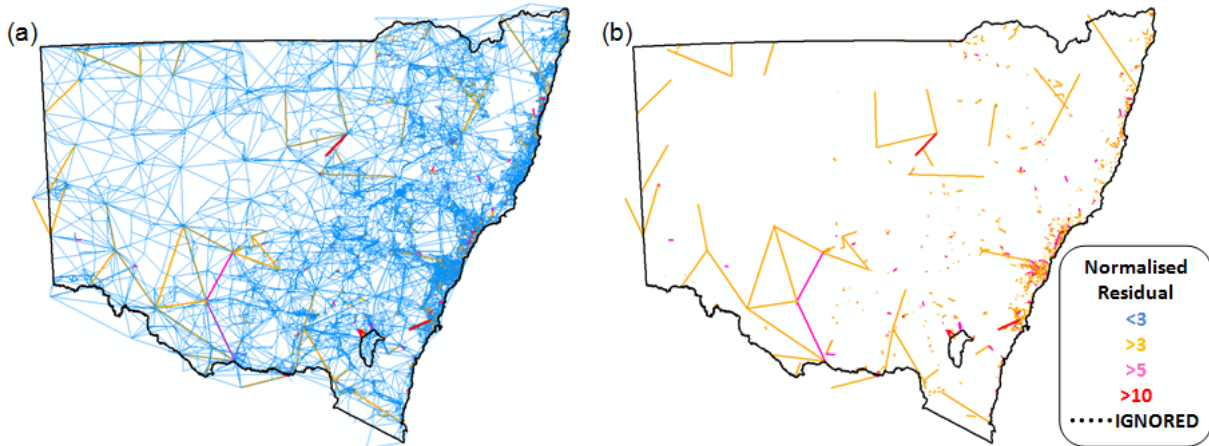 (a)
(b)
Normalised
Residual
<3
>3
>5
>10
•••••IGNORED